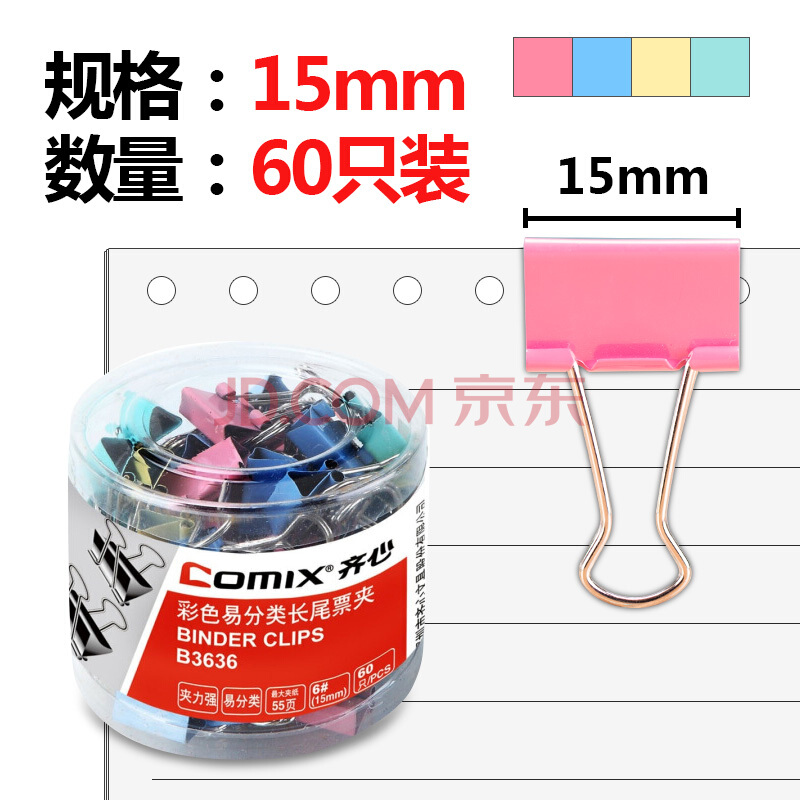 规格：15mm
数量：60只装
15mm
JD.COM 京东
COMIX® 齐心
彩色易分类长尾票夹
BINDER CLIPS
B3636
夹力强
易分类
最大夹纸
55页
6#
(15mm)
60
只/PCS